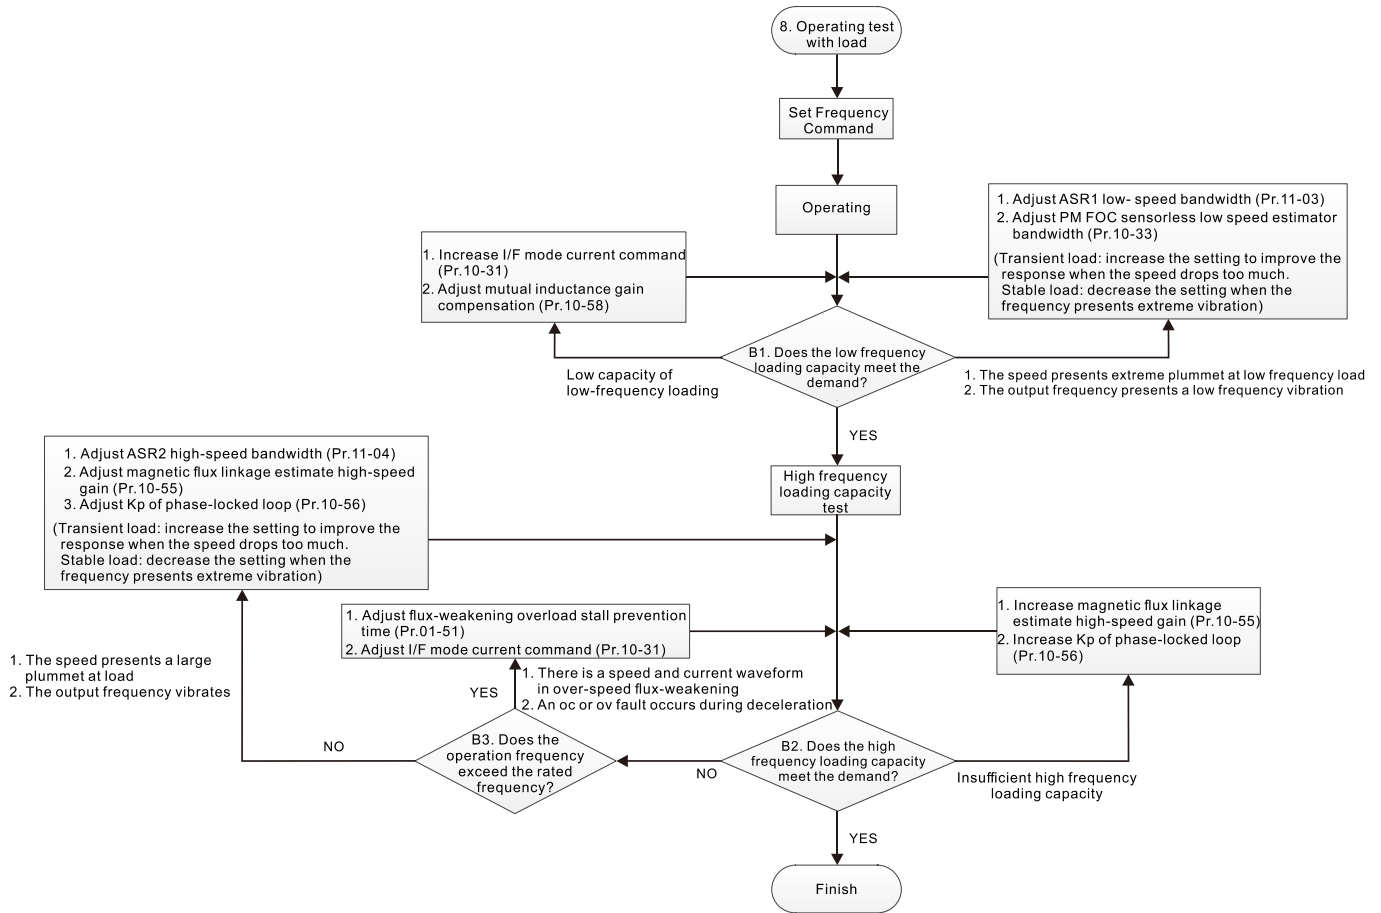 8. Operating test
with load
Set Frequency
Command
Operating
1. Adjust ASR1 low- speed bandwidth (Pr.11-03)
2. Adjust PM FOC sensorless low speed estimator
bandwidth (Pr.10-33)
(Transient load: increase the setting to improve the
response when the speed drops too much.
Stable load: decrease the setting when the
frequency presents extreme vibration)
1. Increase I/F mode current command
(Pr.10-31)
2. Adjust mutual inductance gain
compensation (Pr.10-58)
B1. Does the low frequency
loading capacity meet the
demand?
Low capacity of
low-frequency loading
1. The speed presents extreme plummet at low frequency load
2. The output frequency presents a low frequency vibration
YES
High frequency
loading capacity
test
1. Adjust ASR2 high-speed bandwidth (Pr.11-04)
2. Adjust magnetic flux linkage estimate high-speed
gain (Pr.10-55)
3. Adjust Kp of phase-locked loop (Pr.10-56)
(Transient load: increase the setting to improve the
response when the speed drops too much.
Stable load: decrease the setting when the
frequency presents extreme vibration)
1. Adjust flux-weakening overload stall prevention
time (Pr.01-51)
2. Adjust I/F mode current command (Pr.10-31)
1. Increase magnetic flux linkage
estimate high-speed gain (Pr.10-55)
2. Increase Kp of phase-locked loop
(Pr.10-56)
1. The speed presents a large
plummet at load
2. The output frequency vibrates
YES
1. There is a speed and current waveform
in over-speed flux-weakening
2. An oc or ov fault occurs during deceleration
NO
B3. Does the
operation frequency
exceed the rated
frequency?
NO
B2. Does the high
frequency loading capacity
meet the demand?
Insufficient high frequency
loading capacity
YES
Finish